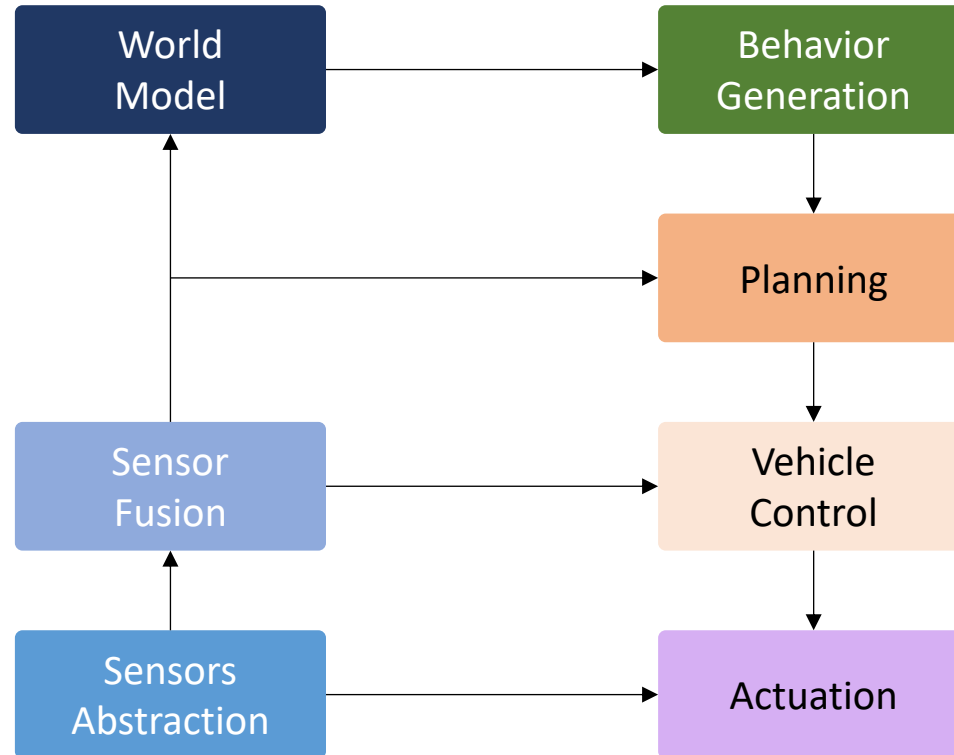 World
Model
Behavior
Generation
Planning
Sensor
Fusion
Vehicle
Control
Sensors
Abstraction
Actuation